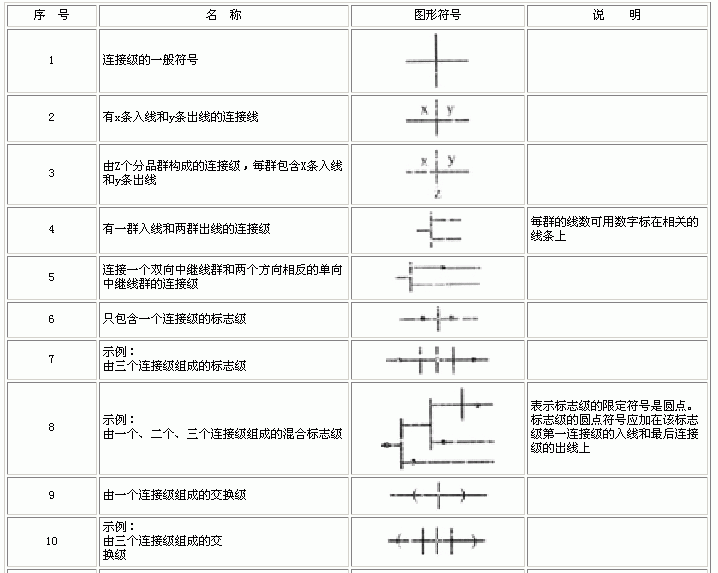 序 号 名 称 图形符号 说 明
1 连接级的一般符号
2 有x条入线和y条出线的连接线 x y
3 由Z个分品群构成的连接级，每群包含X条入线
和y条出线 x y
z
4 有一群入线和两群出线的连接级 每群的线数可用数字标在相关的
线条上
5 连接一个双向中继线群和两个方向相反的单向
中继线群的连接级
6 只包含一个连接级的标志级
7 示例：
由三个连接级组成的标志级
8 示例：
由一个、二个、三个连接级组成的混合标志级 表示标志级的限定符号是圆点。
标志级的圆点符号应加在该标志
级第一连接级的入线和最后连接
级的出线上
9 由一个连接级组成的交换级
10 示例：
由三个连接级组成的交
换级